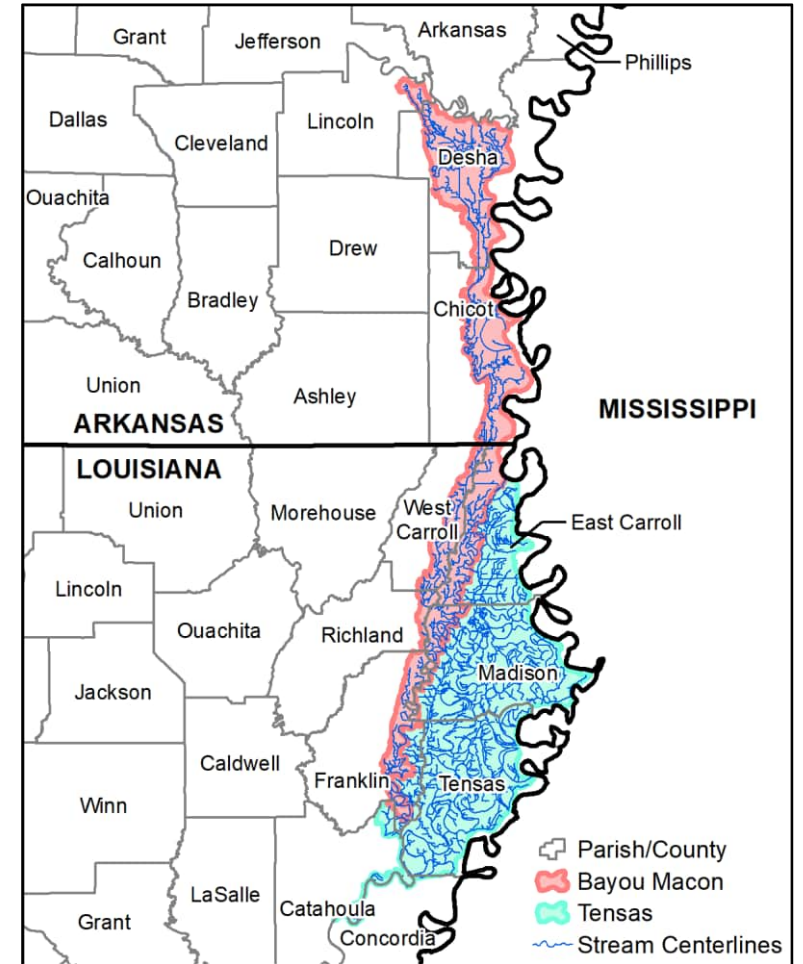 Grant
Jefferson
Arkansas
Phillips
Dallas
Cleveland
Lincoln
Desha
Ouachita
Calhoun
Drew
Bradley
Chicot
Union
Ashley
ARKANSAS
MISSISSIPPI
LOUISIANA
Union
Morehouse
West
Carroll
East Carroll
Lincoln
Ouachita
Richland
Jackson
Madison
Caldwell
Franklin
Tensas
Winn
LaSalle
Catahoula
Grant
Concordia
Parish/County
Bayou Macon
Tensas
Stream Centerlines